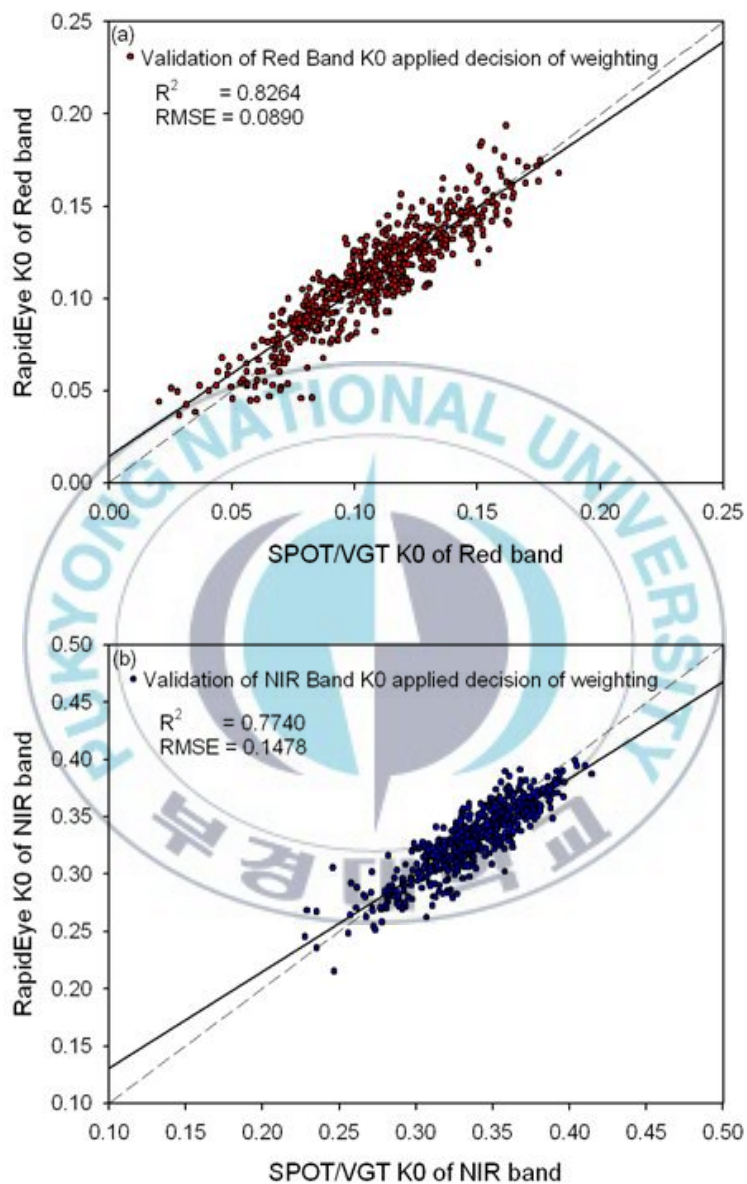 (a)
Validation of Red Band K0 applied decision of weighting
R2 = 0.8264
RMSE = 0.0890
RapidEye K0 of Red band
0.25
0.20
0.15
0.10
0.05
0.00
0.00 0.05 0.10 0.15 0.20 0.25
SPOT/VGT K0 of Red band
PUKYONG NATIONAL UNIVERSITY
부경대학교
(b)
Validation of NIR Band K0 applied decision of weighting
R2 = 0.7740
RMSE = 0.1478
RapidEye K0 of NIR band
0.50
0.45
0.40
0.35
0.30
0.25
0.20
0.15
0.10
0.10 0.15 0.20 0.25 0.30 0.35 0.40 0.45 0.50
SPOT/VGT K0 of NIR band